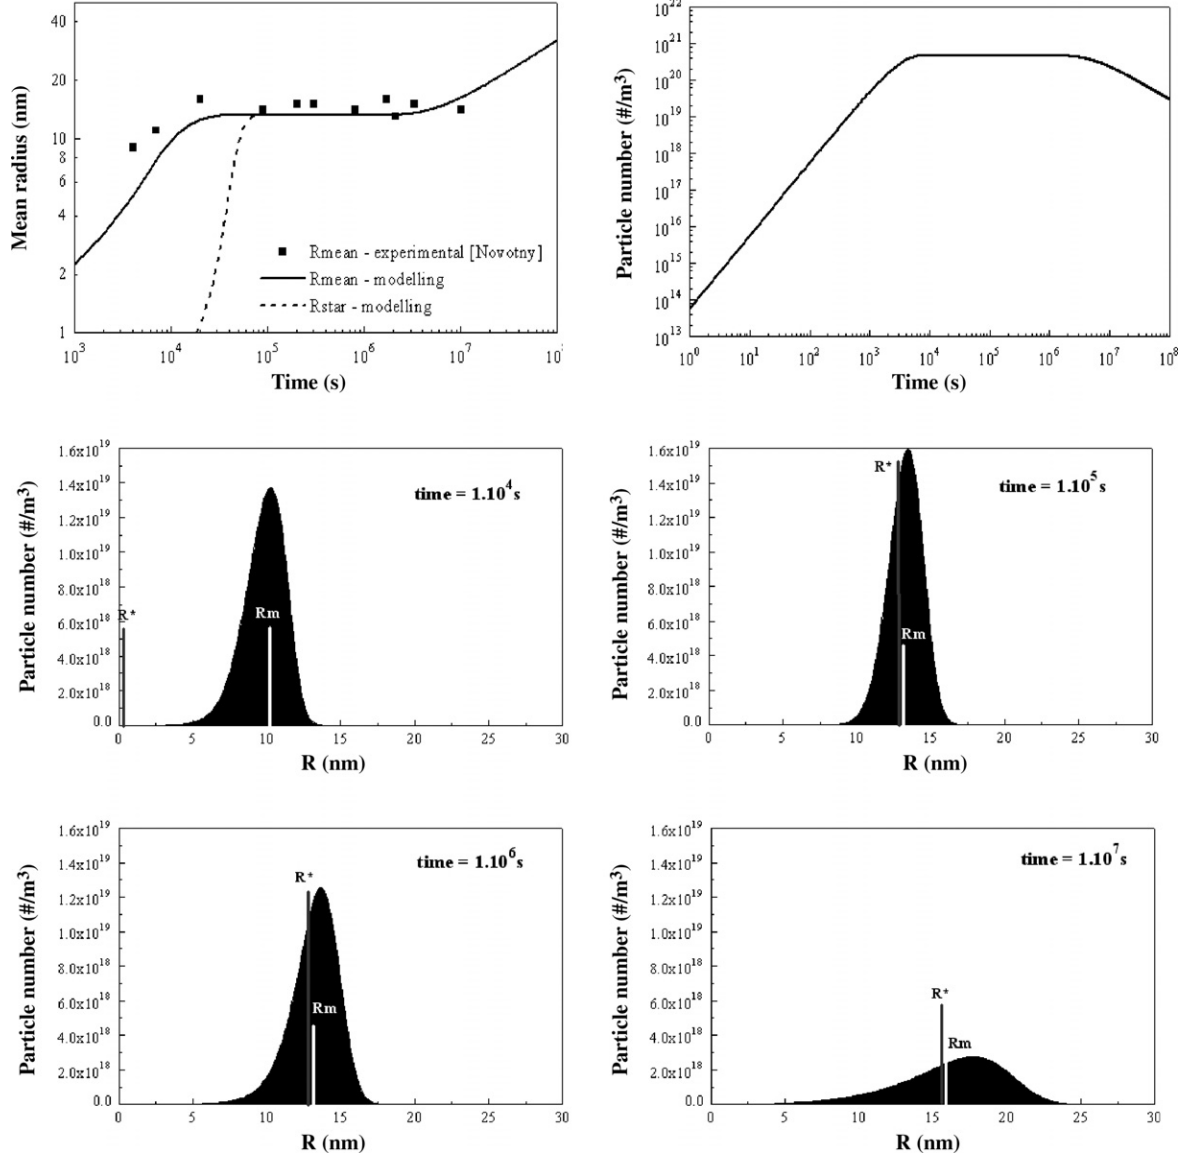 Mean radius (nm)
40
20
10
8
6
4
2
1
Rmean - experimental [Novotny]
Rmean - modelling
Rstar - modelling
10³ 10⁴ 10⁵ 10⁶ 10⁷
Time (s)
Particle number (#/m³)
10²²
10²¹
10²⁰
10¹⁹
10¹⁸
10¹⁷
10¹⁶
10¹⁵
10¹⁴
10¹³
10⁰ 10¹ 10² 10³ 10⁴ 10⁵ 10⁶ 10⁷ 10⁸
Time (s)
Particle number (#/m³)
1.6x10¹⁹
1.4x10¹⁹
1.2x10¹⁹
1.0x10¹⁹
8.0x10¹⁸
6.0x10¹⁸
4.0x10¹⁸
2.0x10¹⁸
0.0
time = 1.10⁴s
R*
Rm
0 5 10 15 20 25 30
R (nm)
Particle number (#/m³)
1.6x10¹⁹
1.4x10¹⁹
1.2x10¹⁹
1.0x10¹⁹
8.0x10¹⁸
6.0x10¹⁸
4.0x10¹⁸
2.0x10¹⁸
0.0
R*
time = 1.10⁵s
Rm
0 5 10 15 20 25 30
R (nm)
Particle number (#/m³)
1.6x10¹⁹
1.4x10¹⁹
1.2x10¹⁹
1.0x10¹⁹
8.0x10¹⁸
6.0x10¹⁸
4.0x10¹⁸
2.0x10¹⁸
0.0
time = 1.10⁶s
R*
Rm
0 5 10 15 20 25 30
R (nm)
Particle number (#/m³)
1.6x10¹⁹
1.4x10¹⁹
1.2x10¹⁹
1.0x10¹⁹
8.0x10¹⁸
6.0x10¹⁸
4.0x10¹⁸
2.0x10¹⁸
0.0
time = 1.10⁷s
R*
Rm
0 5 10 15 20 25 30
R (nm)